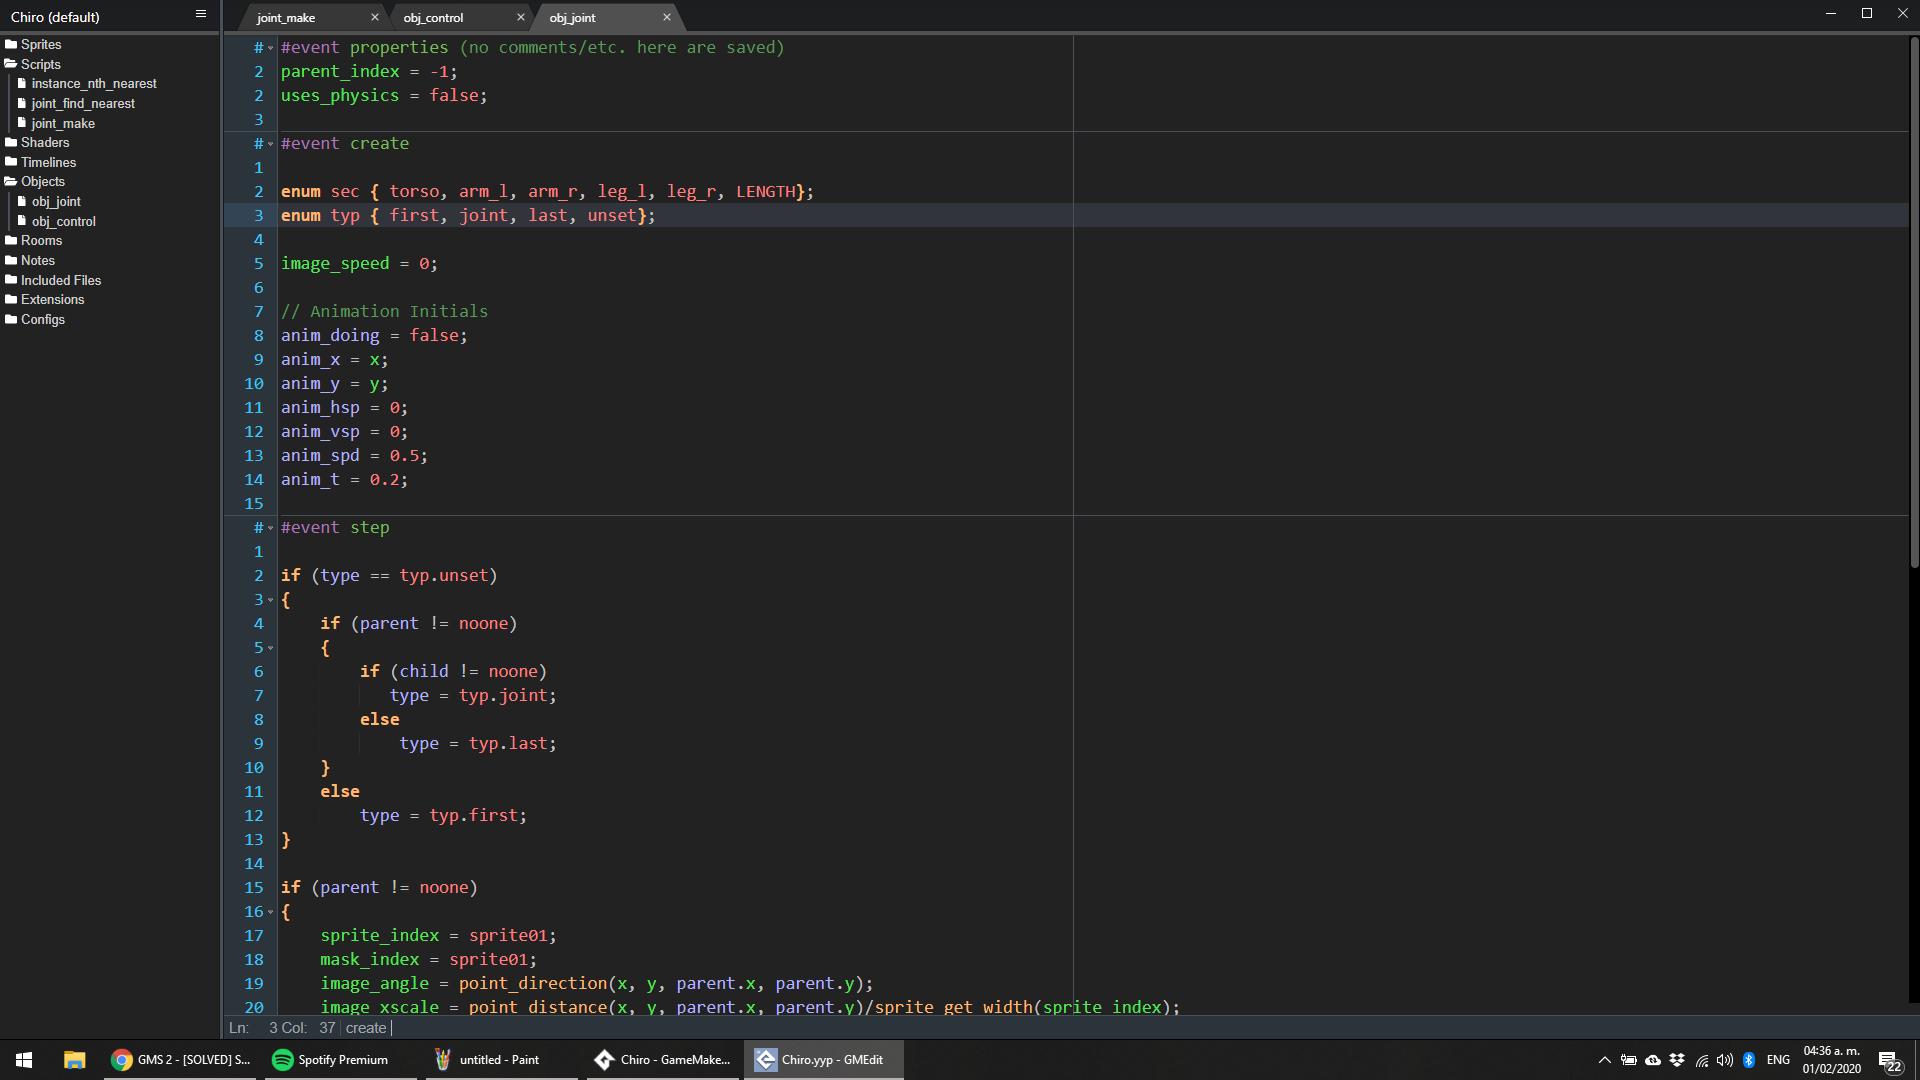 Chiro (default)
joint_make
obj_control
obj_joint
Sprites
Scripts
instance_nth_nearest
joint_find_nearest
joint_make
Shaders
Timelines
Objects
obj_joint
obj_control
Rooms
Notes
Included Files
Extensions
Configs
# #event properties (no comments/etc. here are saved)
2 parent_index = -1;
2 uses_physics = false;
3
# #event create
1
2 enum sec { torso, arm_l, arm_r, leg_l, leg_r, LENGTH};
3 enum typ { first, joint, last, unset};
4
5 image_speed = 0;
6
7 // Animation Initials
8 anim_doing = false;
9 anim_x = x;
10 anim_y = y;
11 anim_hsp = 0;
12 anim_vsp = 0;
13 anim_spd = 0.5;
14 anim_t = 0.2;
15
# #event step
1
2 if (type == typ.unset)
3 {
4 if (parent != noone)
5 {
6 if (child != noone)
7 type = typ.joint;
8 else
9 type = typ.last;
10 }
11 else
12 type = typ.first;
13 }
14
15 if (parent != noone)
16 {
17 sprite_index = sprite01;
18 mask_index = sprite01;
19 image_angle = point_direction(x, y, parent.x, parent.y);
20 image_xscale = point_distance(x, y, parent.x, parent.y)/sprite_get_width(sprite_index);
Ln: 3 Col: 37 create
GMS 2 - [SOLVED] S...
Spotify Premium
untitled - Paint
Chiro - GameMake...
Chiro.yyp - GMEdit
ENG
04:36 a. m.
01/02/2020
22